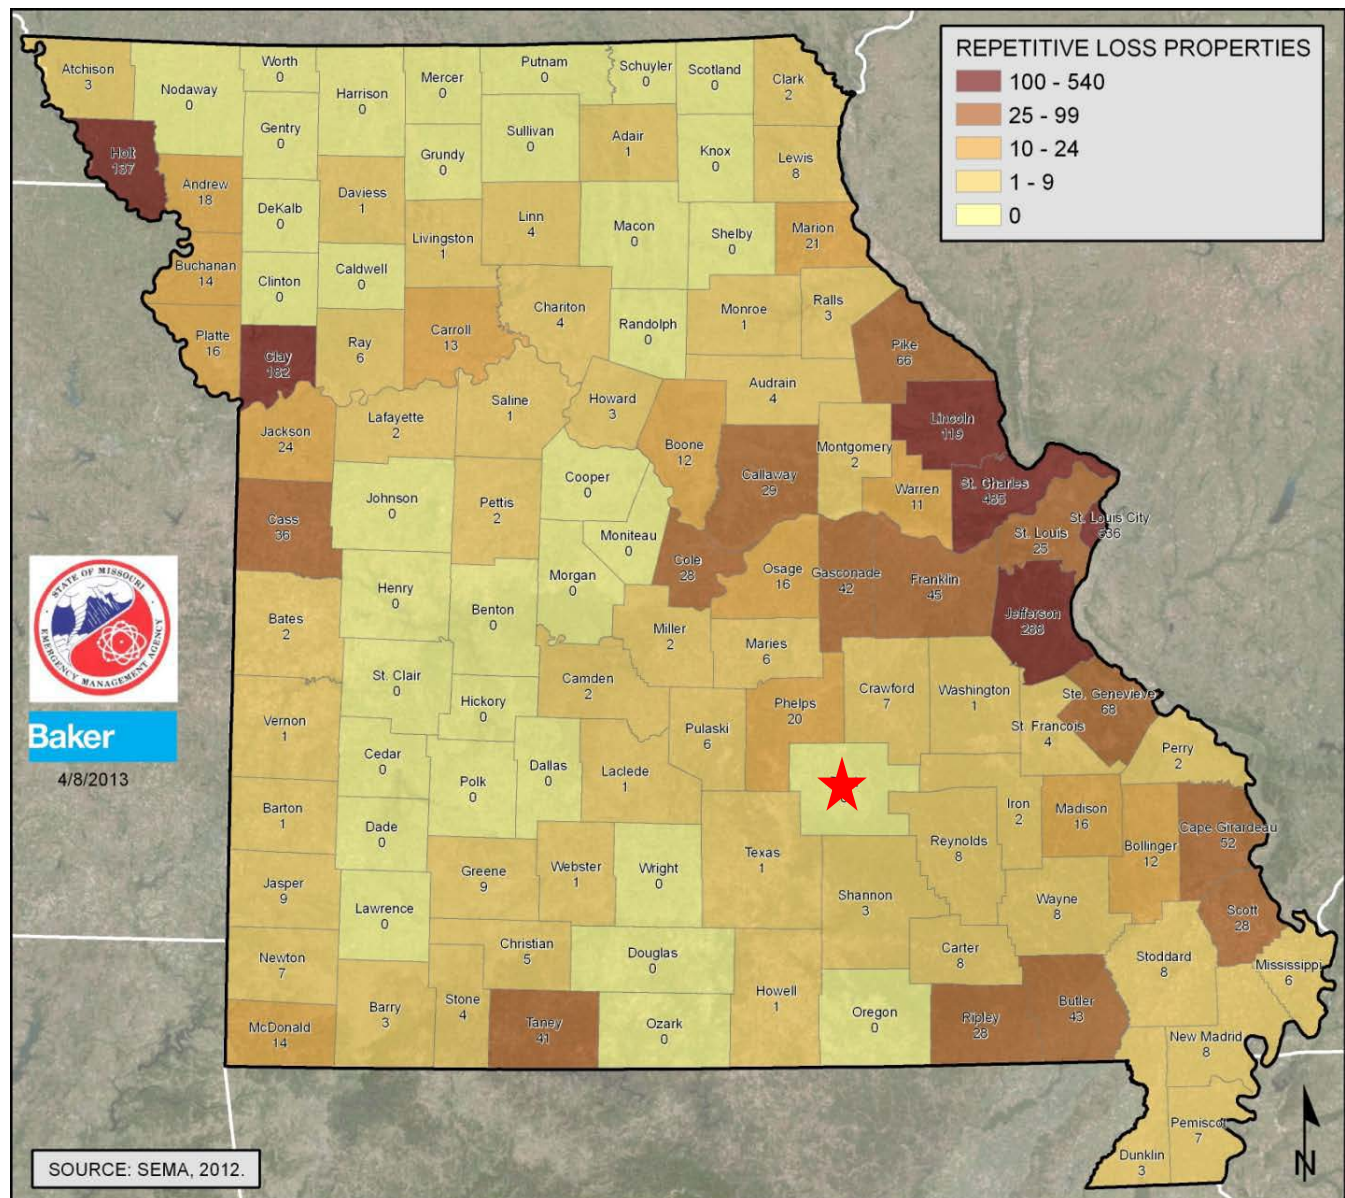 REPETITIVE LOSS PROPERTIES
100 - 540
25 - 99
10 - 24
1 - 9
0
Atchison
3
Nodaway
0
Worth
0
Harrison
0
Mercer
0
Putnam
0
Schuyler
0
Scotland
0
Clark
2
Holt
137
Andrew
18
Gentry
0
DeKalb
0
Daviess
1
Grundy
0
Sullivan
0
Adair
1
Knox
0
Lewis
8
Livingston
1
Linn
4
Macon
0
Shelby
0
Marion
21
Buchanan
14
Clinton
0
Caldwell
0
Platte
16
Clay
182
Ray
6
Carroll
13
Chariton
4
Randolph
0
Monroe
1
Ralls
3
Pike
66
Audrain
4
Jackson
24
Lafayette
2
Saline
1
Howard
3
Boone
12
Callaway
29
Montgomery
2
Lincoln
119
Warren
11
St. Charles
485
St. Louis City
St. Louis
25
Cass
36
Johnson
0
Pettis
2
Cooper
0
Moniteau
0
Cole
28
Osage
16
Gasconade
42
Franklin
45
Jefferson
288
Bates
2
Henry
0
Benton
0
Morgan
0
Miller
2
Maries
6
St. Clair
0
Hickory
0
Camden
2
Pulaski
6
Phelps
20
Crawford
7
Washington
1
Ste. Genevieve
68
St. Francois
4
Perry
2
Vernon
1
Cedar
0
Polk
0
Dallas
0
Laclede
1
Iron
2
Madison
16
Bollinger
12
Cape Girardeau
52
Barton
1
Dade
0
Greene
9
Webster
1
Wright
0
Texas
1
Reynolds
8
Shannon
3
Wayne
8
Scott
28
Jasper
9
Lawrence
0
Christian
5
Douglas
0
Carter
8
Stoddard
8
Mississippi
6
Newton
7
McDonald
14
Barry
3
Stone
4
Taney
41
Ozark
0
Howell
1
Oregon
0
Ripley
28
Butler
43
New Madrid
8
Pemiscot
7
Dunklin
3
STATE OF MISSOURI
EMERGENCY MANAGEMENT AGENCY
Baker
4/8/2013
SOURCE: SEMA, 2012.
N